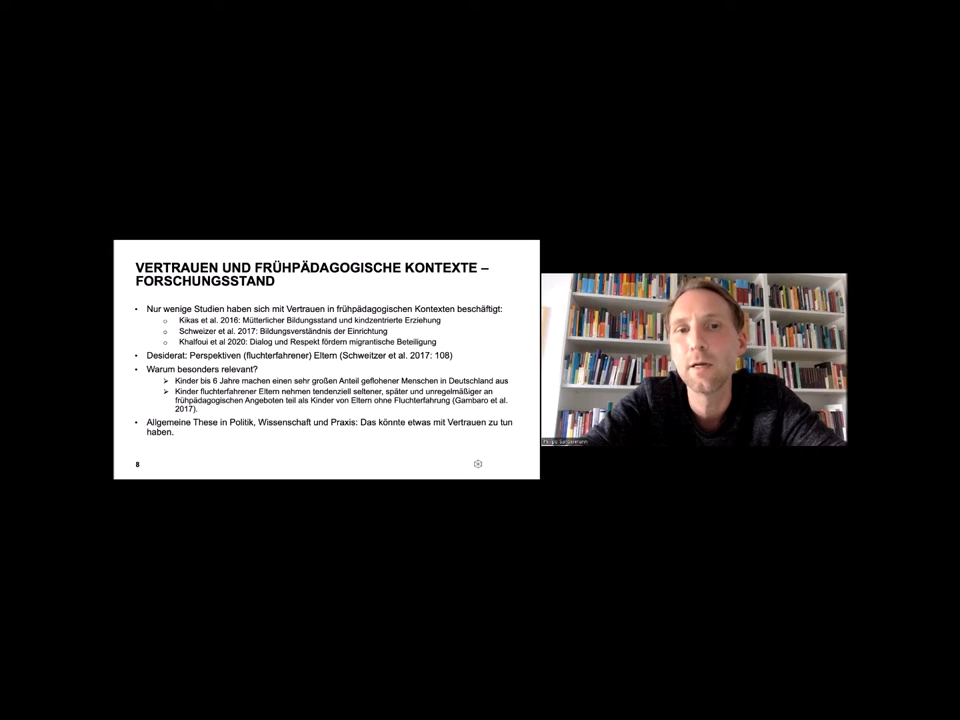 VERTRAUEN UND FRÜHPÄDAGOGISCHE KONTEXTE –
FORSCHUNGSSTAND
• Nur wenige Studien haben sich mit Vertrauen in frühpädagogischen Kontexten beschäftigt:
o Kikas et al. 2016: Mütterlicher Bildungsstand und kindzentrierte Erziehung
o Schweizer et al. 2017: Bildungsverständnis der Einrichtung
o Khalfoui et al 2020: Dialog und Respekt fördern migrantische Beteiligung
• Desiderat: Perspektiven (fluchterfahrener) Eltern (Schweitzer et al. 2017: 108)
• Warum besonders relevant?
➢ Kinder bis 6 Jahre machen einen sehr großen Anteil geflohener Menschen in Deutschland aus
➢ Kinder fluchterfahrener Eltern nehmen tendenziell seltener, später und unregelmäßiger an
frühpädagogischen Angeboten teil als Kinder von Eltern ohne Fluchterfahrung (Gambaro et al.
2017).
• Allgemeine These in Politik, Wissenschaft und Praxis: Das könnte etwas mit Vertrauen zu tun
haben.
8